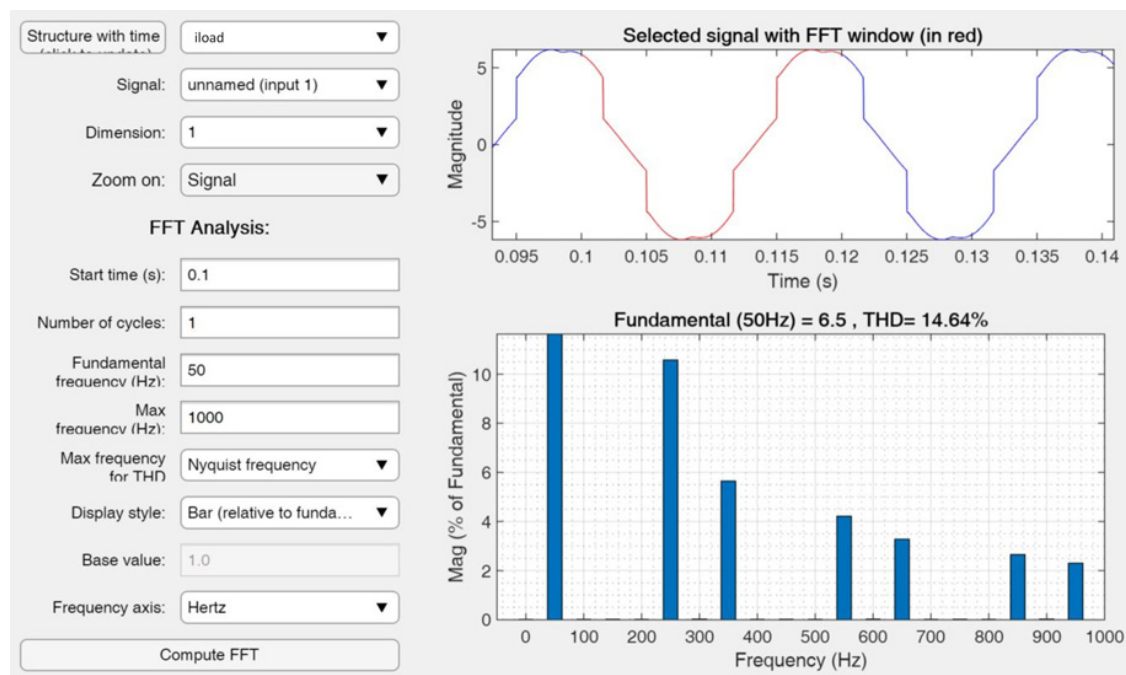 Structure with time
iload
Signal:
unnamed (input 1)
Dimension:
1
Zoom on:
Signal
FFT Analysis:
Start time (s):
0.1
Number of cycles:
1
Fundamental
frequency (Hz):
50
Max
frequency (Hz):
1000
Max frequency
for THD
Nyquist frequency
Display style:
Bar (relative to funda...
Base value:
1.0
Frequency axis:
Hertz
Compute FFT
Selected signal with FFT window (in red)
Magnitude
5
0
-5
0.095 0.1 0.105 0.11 0.115 0.12 0.125 0.13 0.135 0.14
Time (s)
Fundamental (50Hz) = 6.5 , THD= 14.64%
Mag (% of Fundamental)
10
8
6
4
2
0
0 100 200 300 400 500 600 700 800 900 1000
Frequency (Hz)